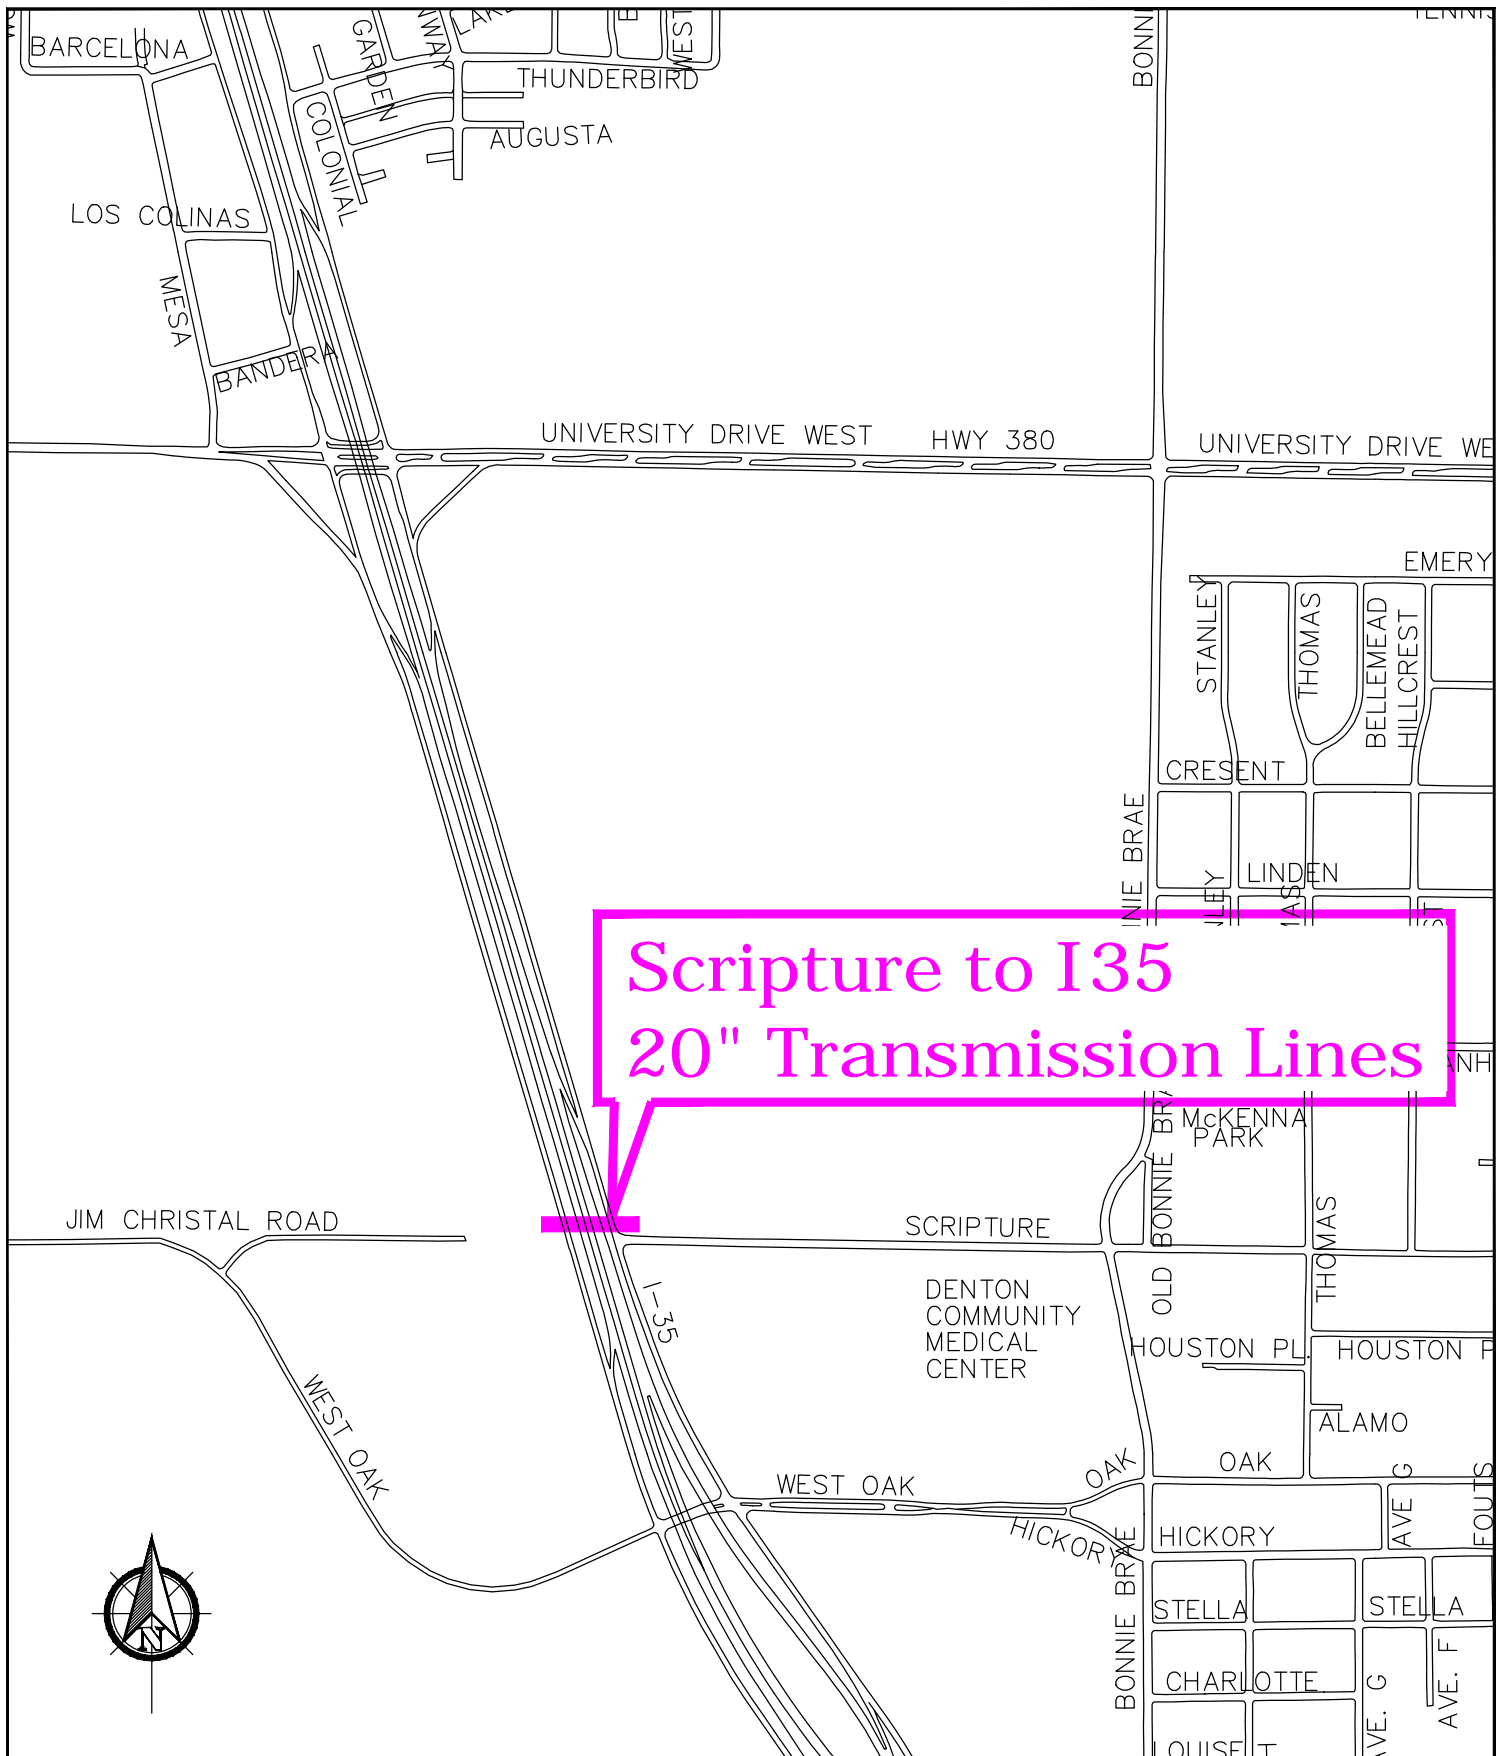 BARCELONA
GARDEN
THUNDERBIRD
COLONIAL
AUGUSTA
LOS COLINAS
MESA
BANDERA
UNIVERSITY DRIVE WEST
HWY 380
UNIVERSITY DRIVE WE
EMERY
STANLEY
THOMAS
BELLEMEAD
HILLCREST
CRESENT
LINDEN
Scripture to I35
20" Transmission Lines
McKENNA
PARK
JIM CHRISTAL ROAD
SCRIPTURE
OLD BONNIE BRA
THOMAS
I-35
DENTON
COMMUNITY
MEDICAL
CENTER
HOUSTON PL.
HOUSTON P
ALAMO
WEST OAK
WEST OAK
OAK
OAK
AVE G
FOUTS
HICKORY
HICKORY
BONNIE BRAE
STELLA
STELLA
CHARLOTTE
AVE. F
N